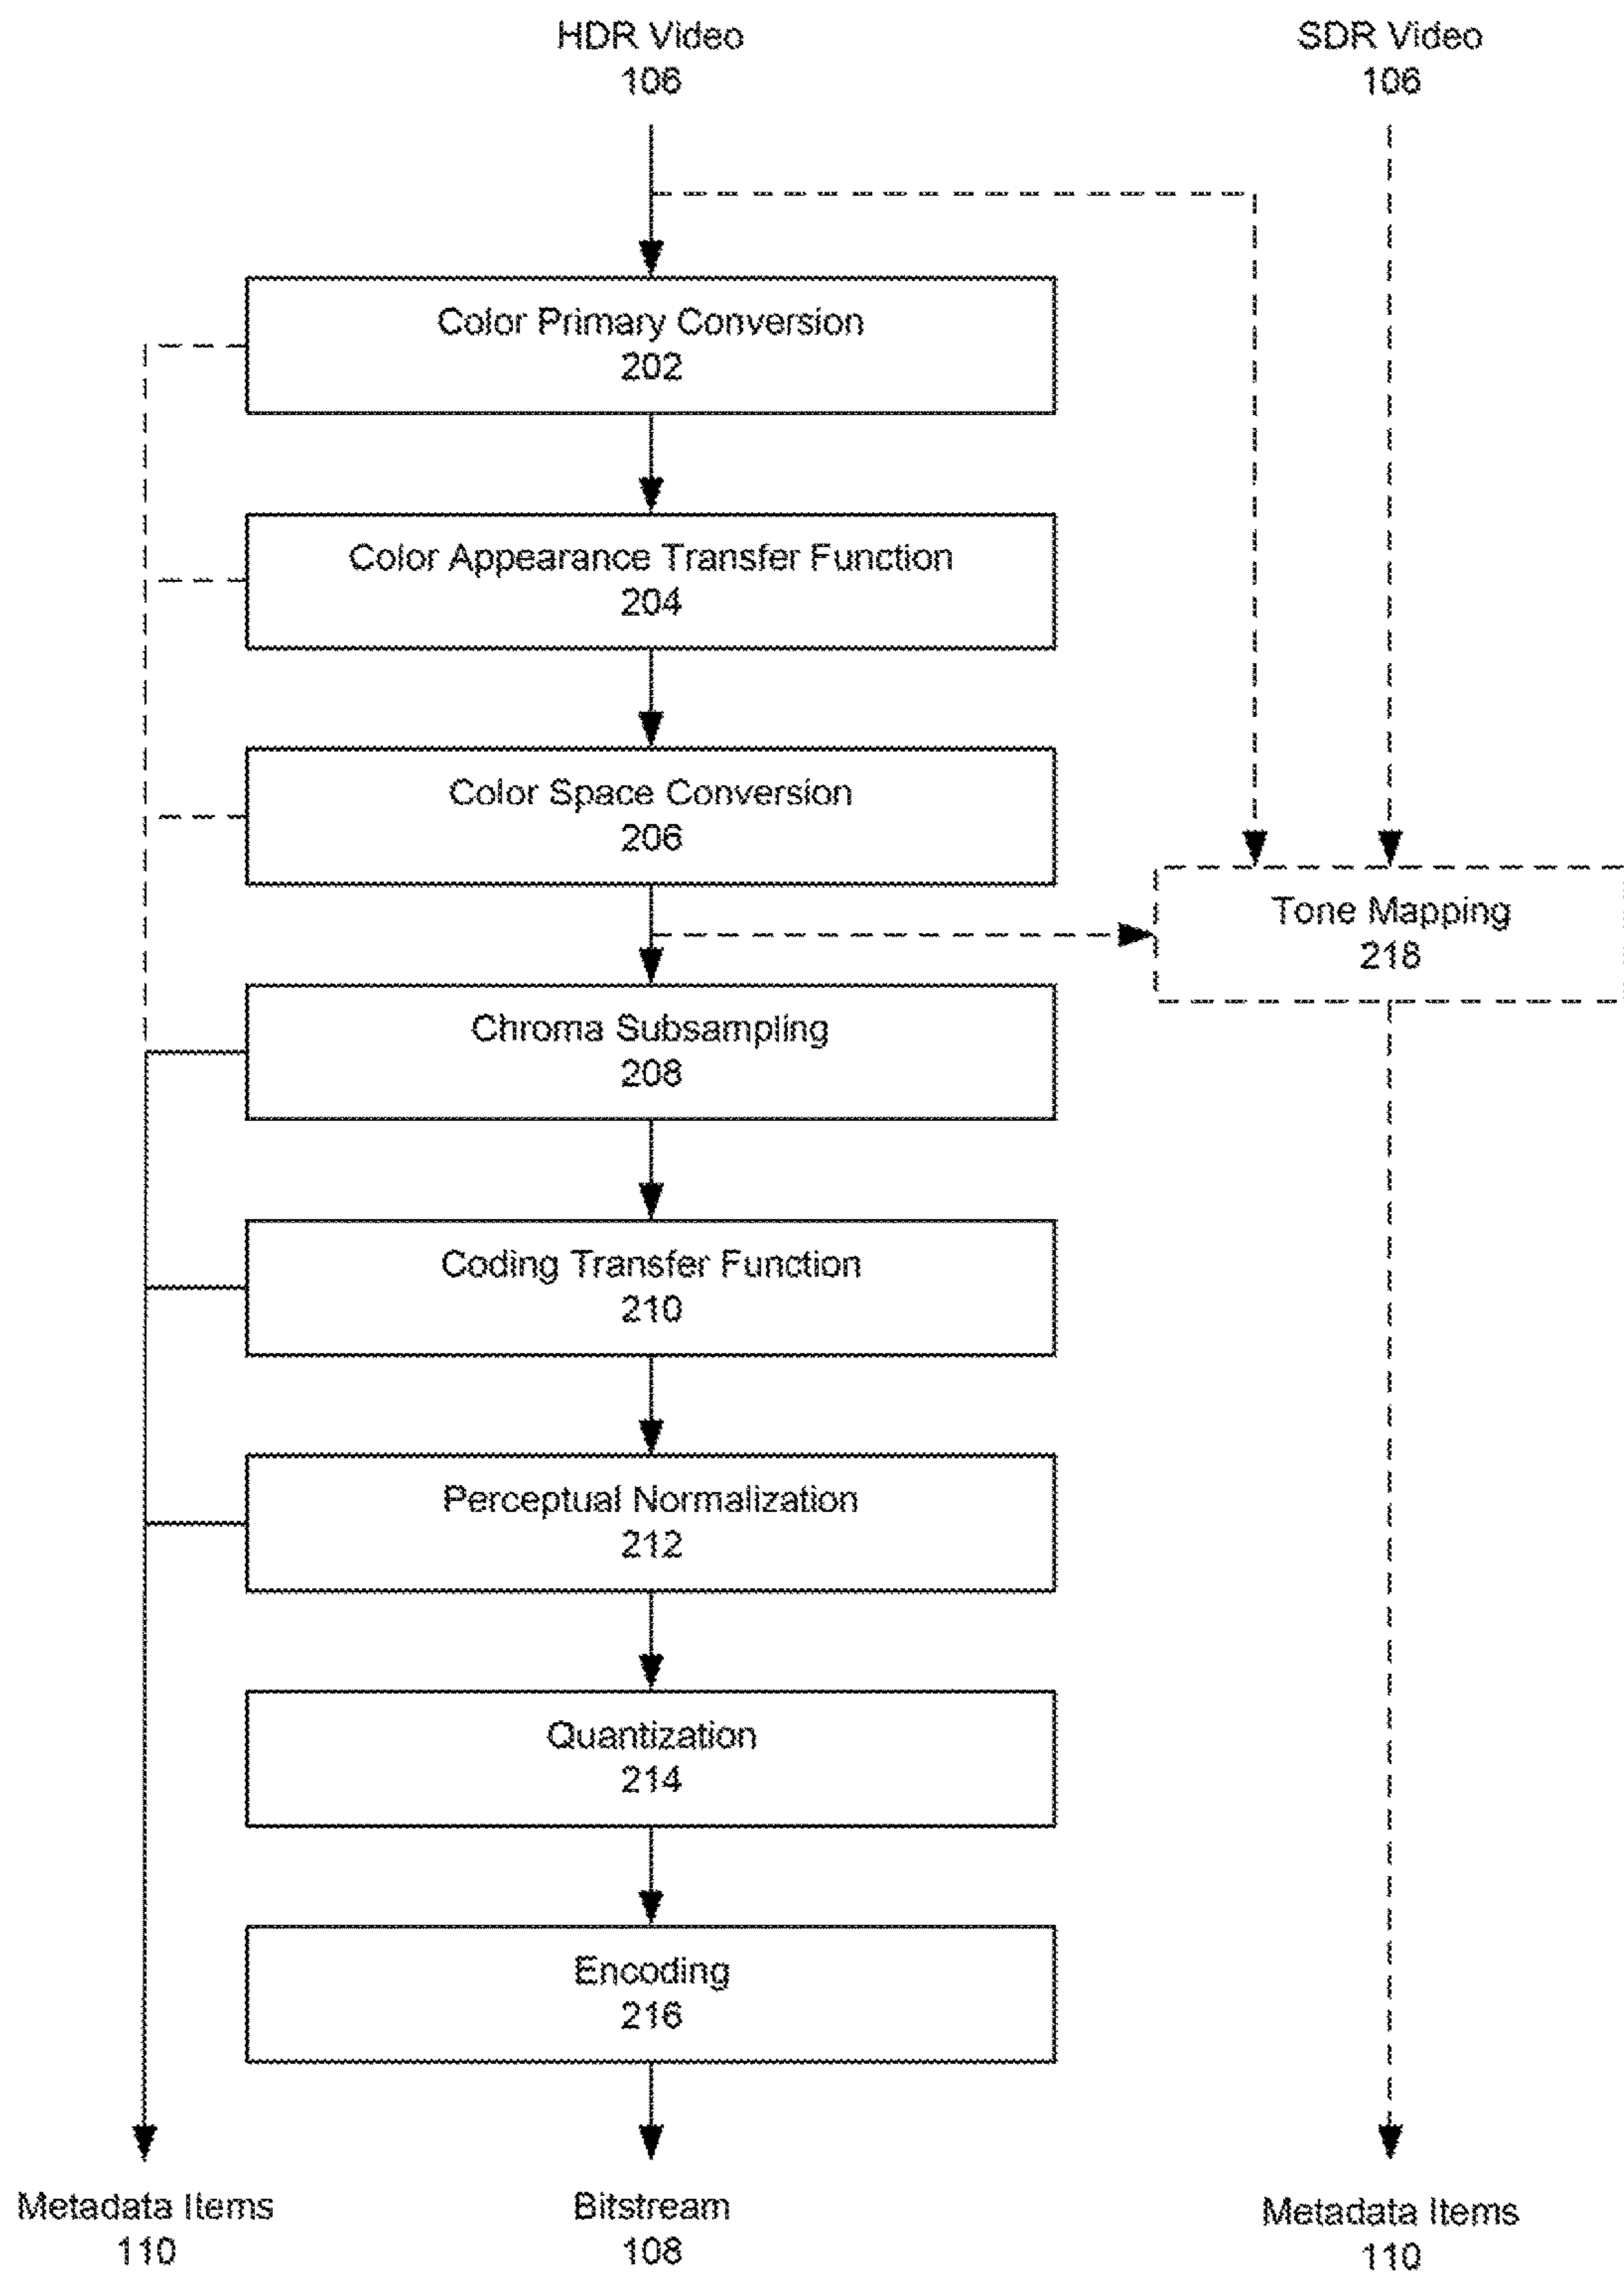 HDR Video
106
SDR Video
106
Color Primary Conversion
202
Color Appearance Transfer Function
204
Color Space Conversion
206
Tone Mapping
218
Chroma Subsampling
208
Coding Transfer Function
210
Perceptual Normalization
212
Quantization
214
Encoding
216
Metadata Items
110
Bitstream
108
Metadata Items
110